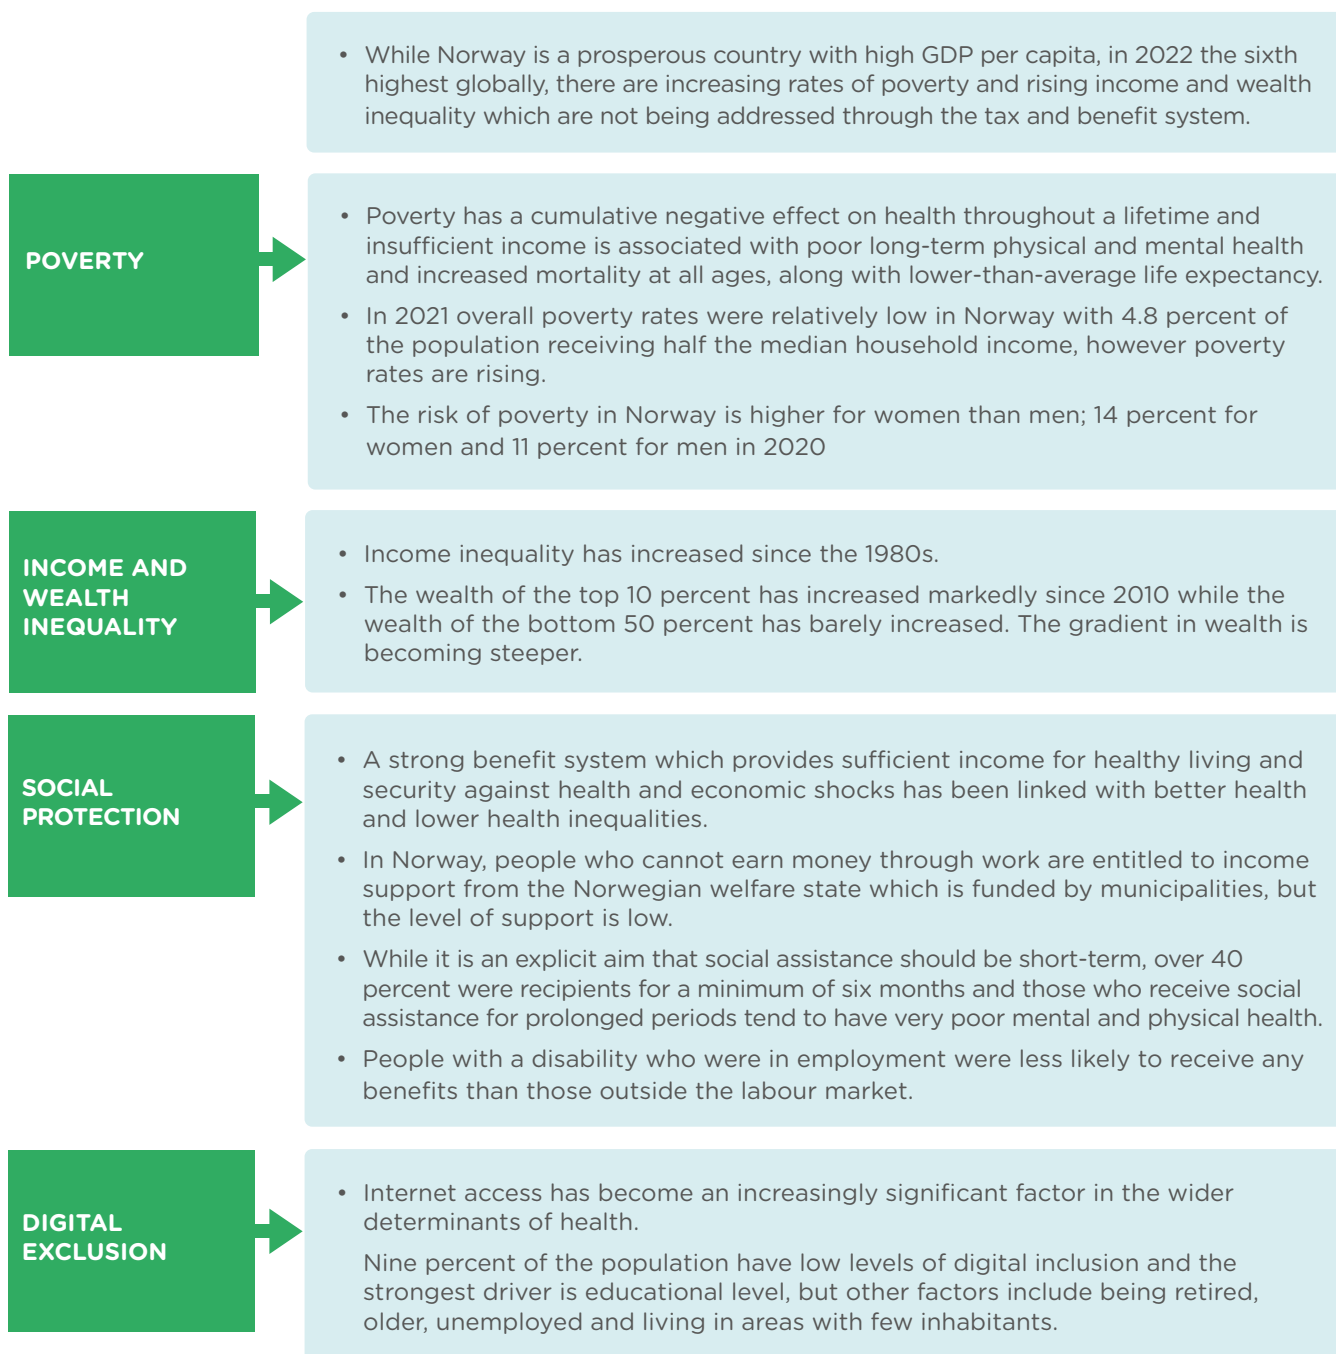 • While Norway is a prosperous country with high GDP per capita, in 2022 the sixth
highest globally, there are increasing rates of poverty and rising income and wealth
inequality which are not being addressed through the tax and benefit system.
POVERTY
• Poverty has a cumulative negative effect on health throughout a lifetime and
insufficient income is associated with poor long-term physical and mental health
and increased mortality at all ages, along with lower-than-average life expectancy.
• In 2021 overall poverty rates were relatively low in Norway with 4.8 percent of
the population receiving half the median household income, however poverty
rates are rising.
• The risk of poverty in Norway is higher for women than men; 14 percent for
women and 11 percent for men in 2020
INCOME AND
WEALTH
INEQUALITY
• Income inequality has increased since the 1980s.
• The wealth of the top 10 percent has increased markedly since 2010 while the
wealth of the bottom 50 percent has barely increased. The gradient in wealth is
becoming steeper.
SOCIAL
PROTECTION
• A strong benefit system which provides sufficient income for healthy living and
security against health and economic shocks has been linked with better health
and lower health inequalities.
• In Norway, people who cannot earn money through work are entitled to income
support from the Norwegian welfare state which is funded by municipalities, but
the level of support is low.
• While it is an explicit aim that social assistance should be short-term, over 40
percent were recipients for a minimum of six months and those who receive social
assistance for prolonged periods tend to have very poor mental and physical health.
• People with a disability who were in employment were less likely to receive any
benefits than those outside the labour market.
DIGITAL
EXCLUSION
• Internet access has become an increasingly significant factor in the wider
determinants of health.
Nine percent of the population have low levels of digital inclusion and the
strongest driver is educational level, but other factors include being retired,
older, unemployed and living in areas with few inhabitants.